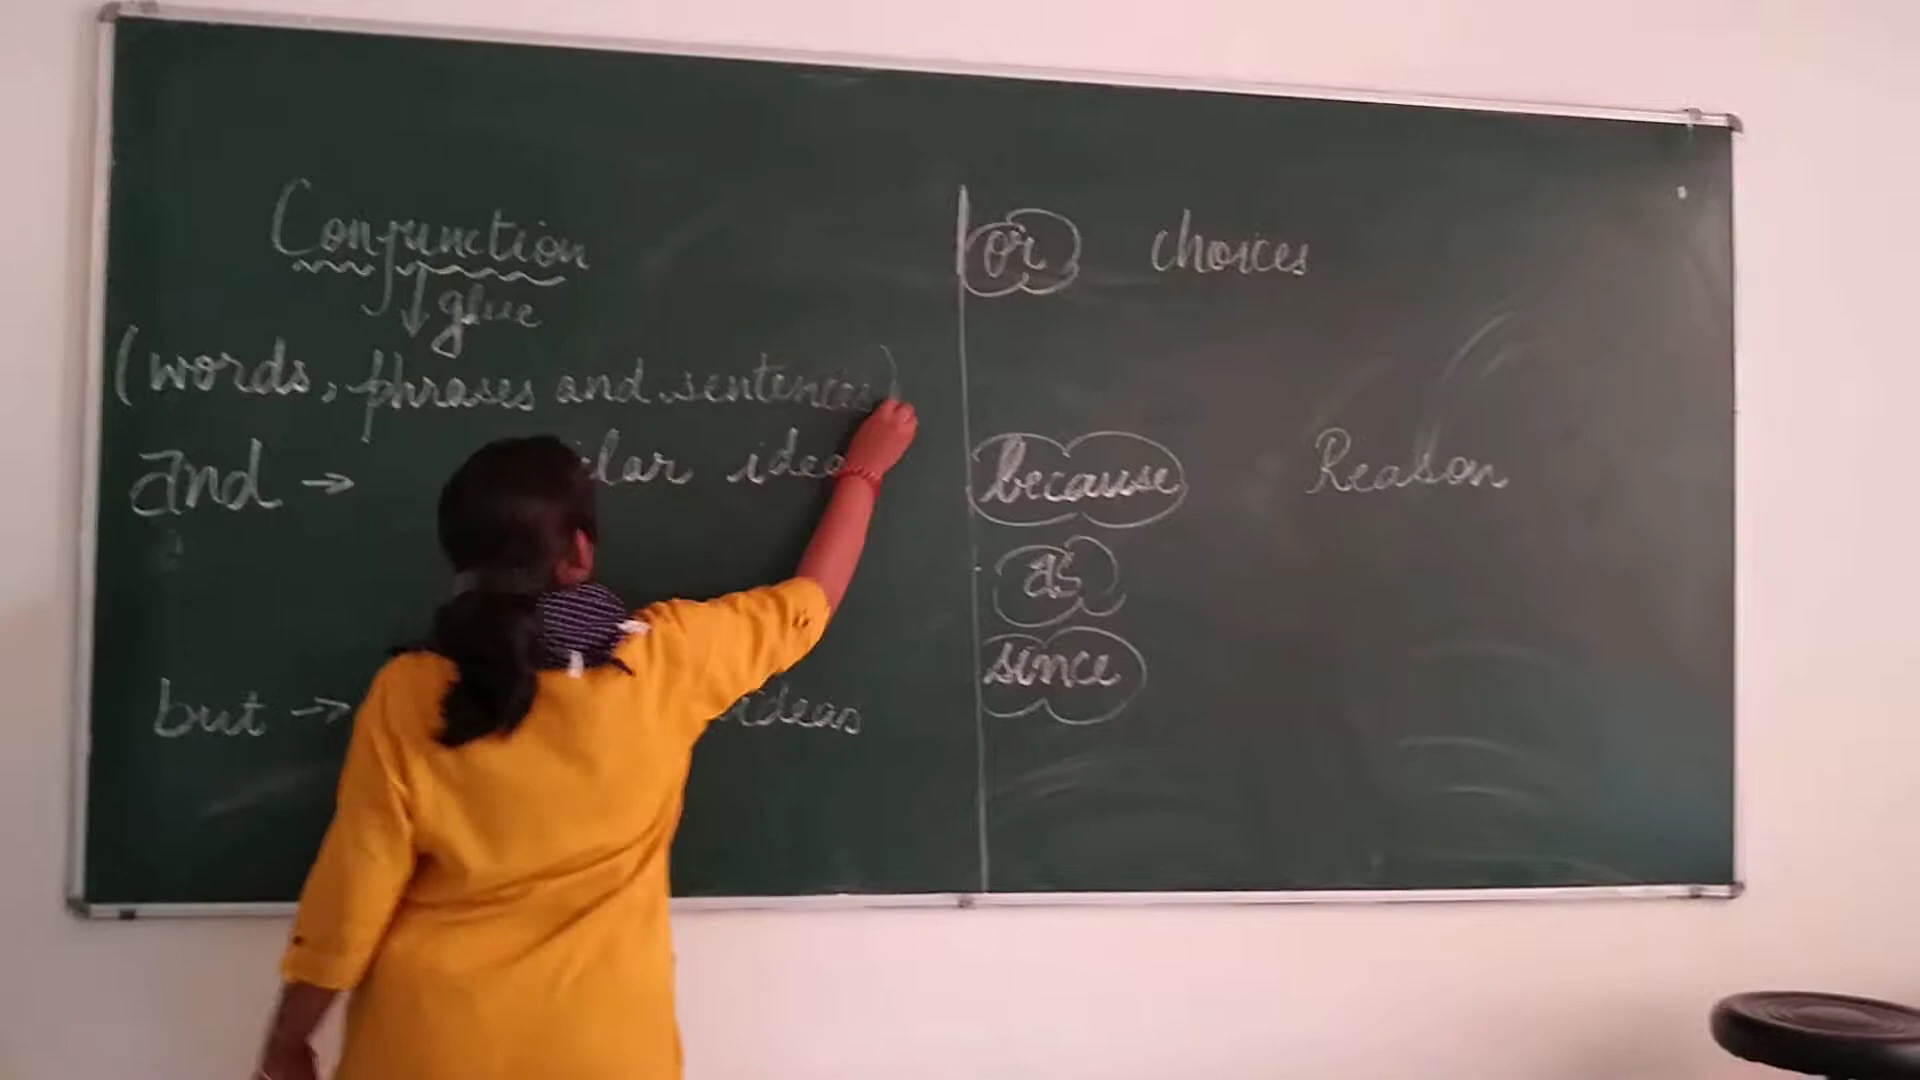 Conjunction
glue
(words, phrases and sentences)
and → ilar idea
but → ideas
or choices
because Reason
as
since